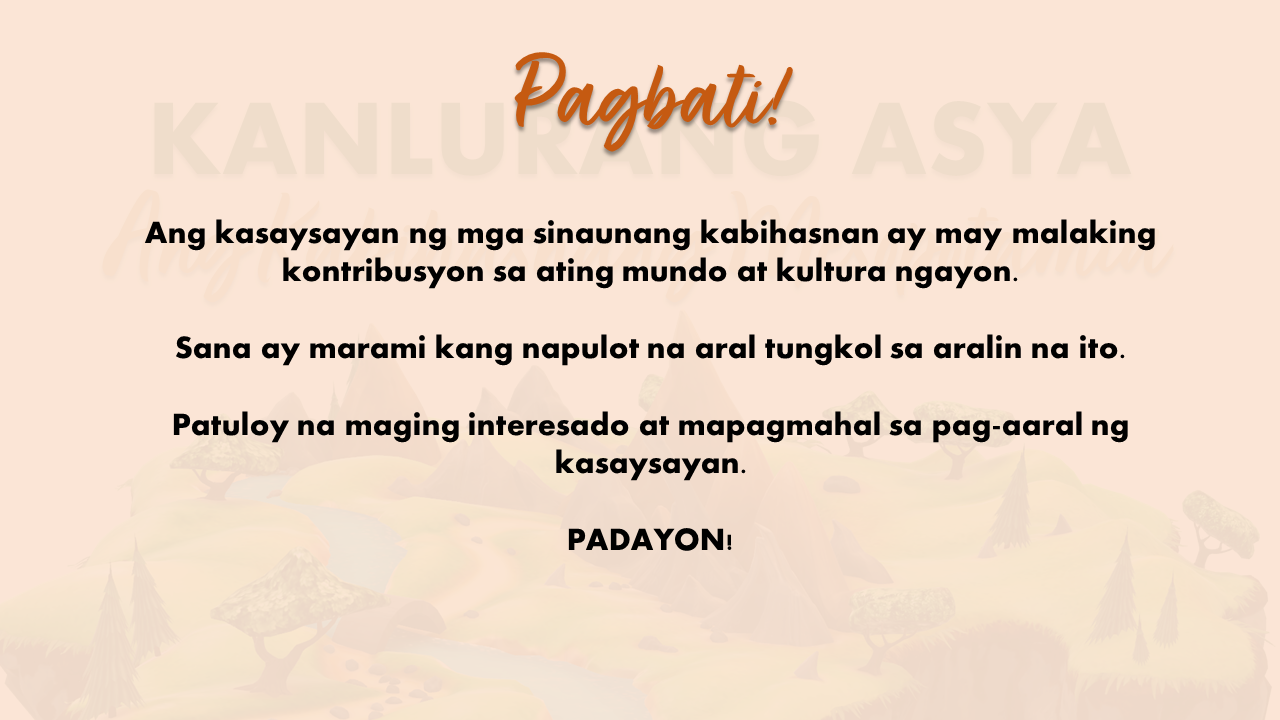 Pagbati!
KANLURANG ASYA
Ang kasaysayan ng mga sinaunang kabihasnan ay may malaking
kontribusyon sa ating mundo at kultura ngayon.
Sana ay marami kang napulot na aral tungkol sa aralin na ito.
Patuloy na maging interesado at mapagmahal sa pag-aaral ng
kasaysayan.
PADAYON!